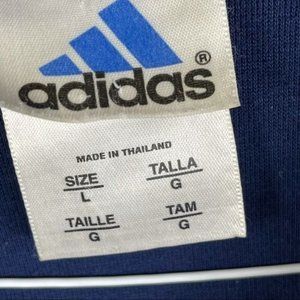 adidas®
MADE IN THAILAND
SIZE TALLA
L G
TAILLE TAM
G G